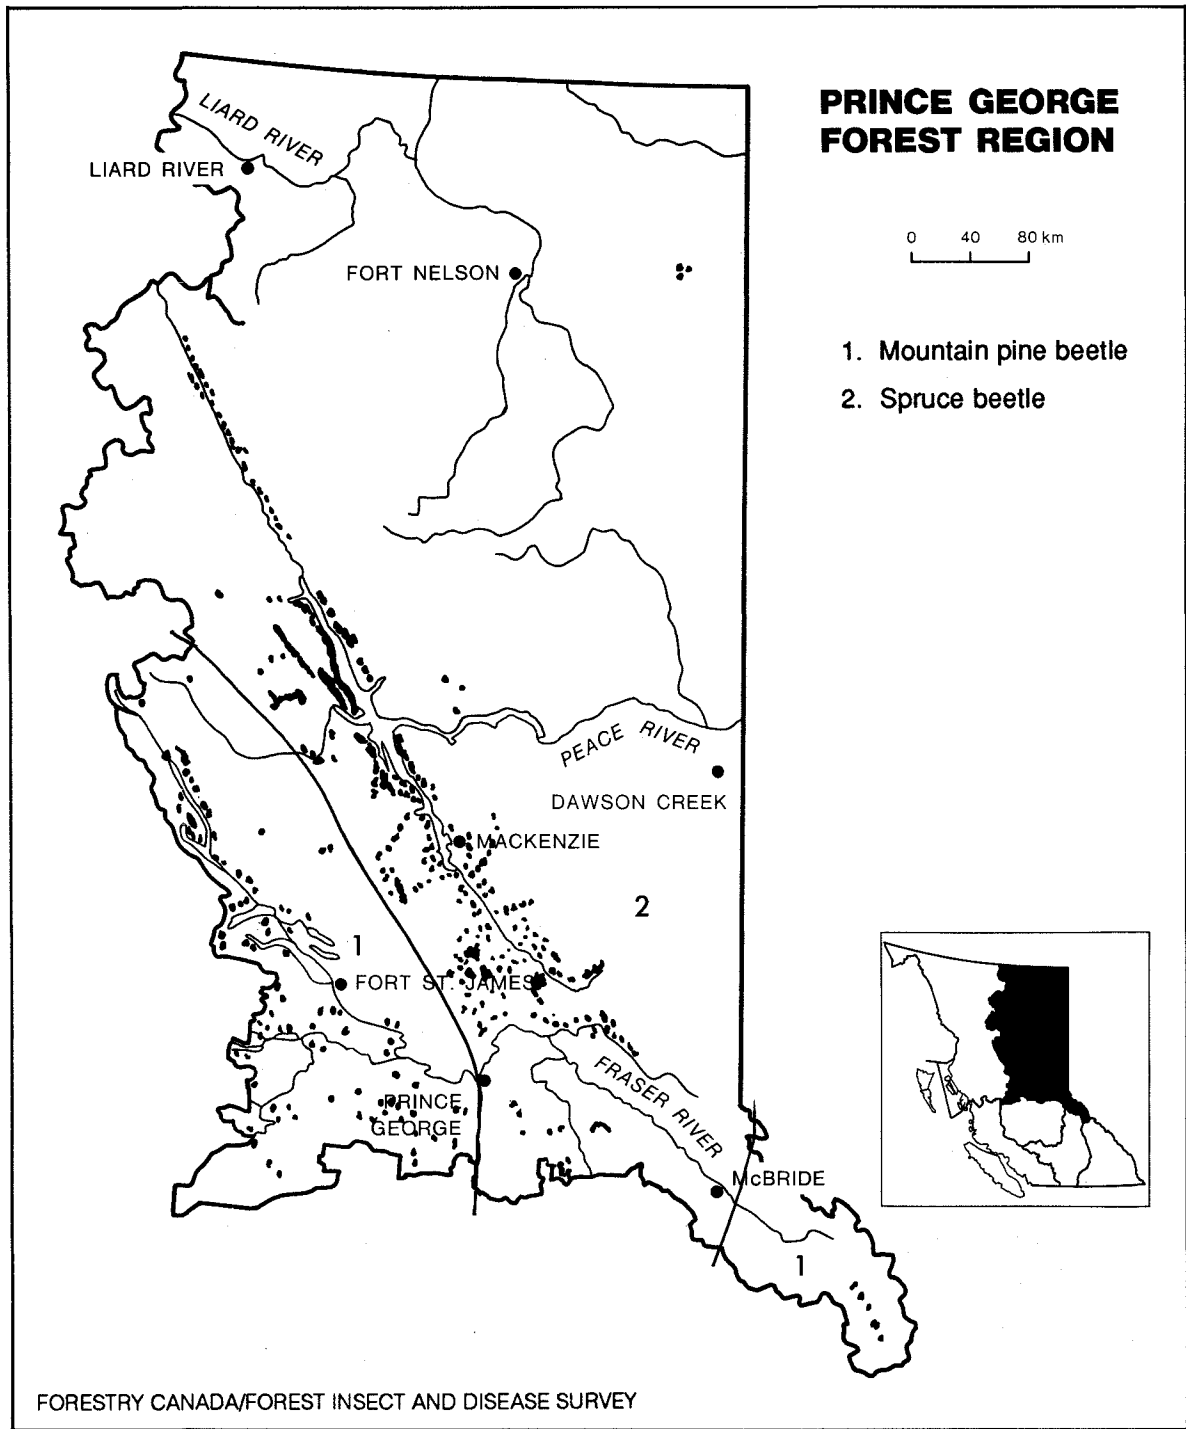 PRINCE GEORGE
FOREST REGION
LIARD RIVER
LIARD RIVER
0 40 80 km
FORT NELSON
1. Mountain pine beetle
2. Spruce beetle
PEACE RIVER
DAWSON CREEK
MACKENZIE
2
1
FORT ST. JAMES
FRASER RIVER
PRINCE
GEORGE
McBRIDE
1
FORESTRY CANADA/FOREST INSECT AND DISEASE SURVEY